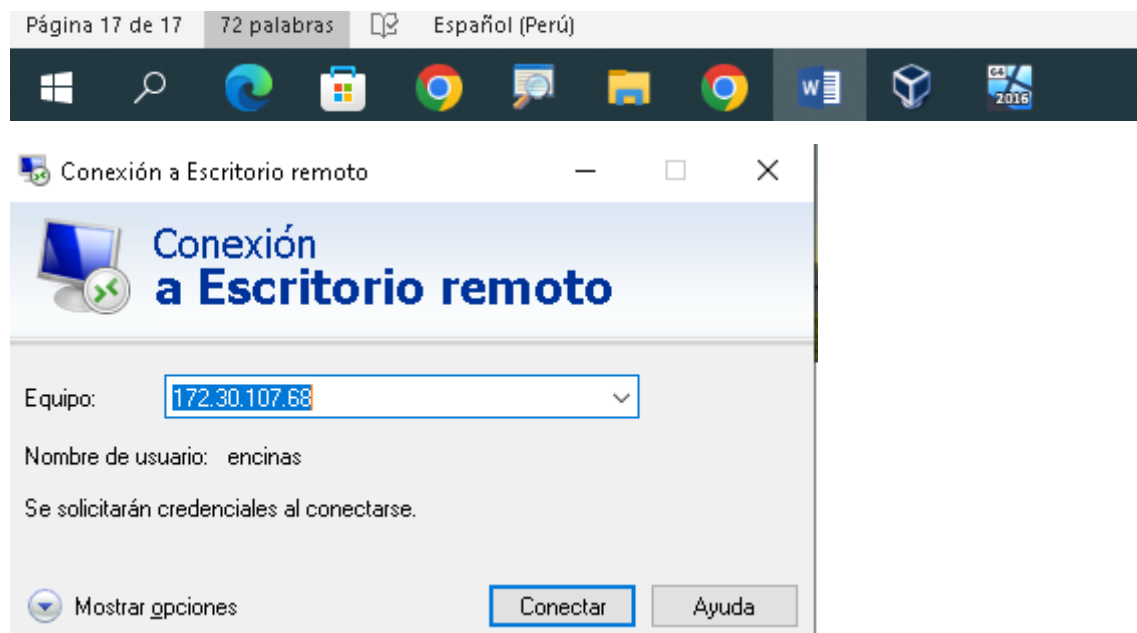 Página 17 de 17 72 palabras Español (Perú)
W 64
2016
Conexión a Escritorio remoto
Conexión
a Escritorio remoto
Equipo: 172.30.107.68
Nombre de usuario: encinas
Se solicitarán credenciales al conectarse.
Mostrar opciones Conectar Ayuda